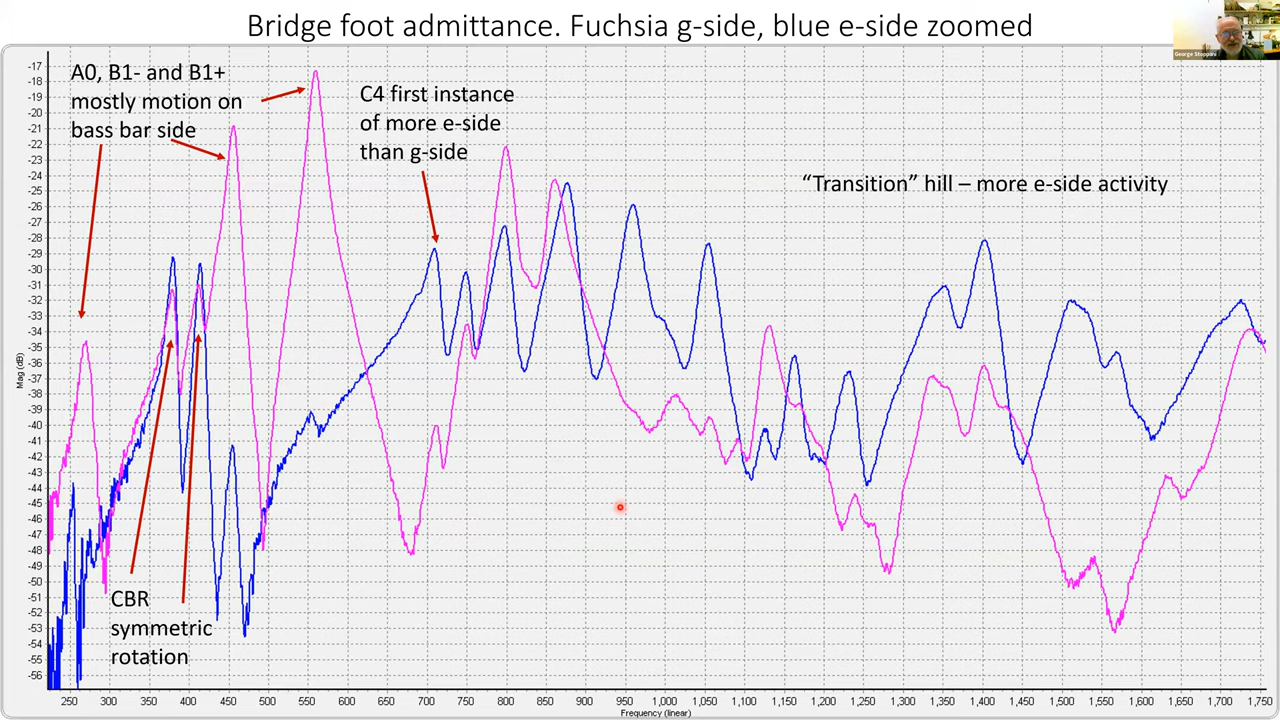 Bridge foot admittance. Fuchsia g-side, blue e-side zoomed
George Stoppani
A0, B1- and B1+
mostly motion on
bass bar side
C4 first instance
of more e-side
than g-side
“Transition” hill – more e-side activity
CBR
symmetric
rotation
Mag (dB)
-17
-18
-19
-20
-21
-22
-23
-24
-25
-26
-27
-28
-29
-30
-31
-32
-33
-34
-35
-36
-37
-38
-39
-40
-41
-42
-43
-44
-45
-46
-47
-48
-49
-50
-51
-52
-53
-54
-55
-56
250 300 350 400 450 500 550 600 650 700 750 800 850 900 950 1,000 1,050 1,100 1,150 1,200 1,250 1,300 1,350 1,400 1,450 1,500 1,550 1,600 1,650 1,700 1,750
Frequency (linear)